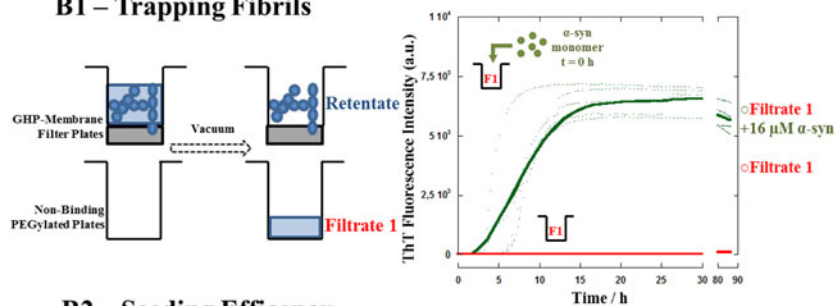 B1 – Trapping Fibrils
GHP-Membrane
Filter Plates
Vacuum
Retentate
Non-Binding
PEGylated Plates
Filtrate 1
ThT Fluorescence Intensity (a.u.)
1 10⁴
7,5 10³
5 10³
2,5 10³
0
α-syn
monomer
t = 0 h
F1
F1
Filtrate 1
+16 µM α-syn
Filtrate 1
0 5 10 15 20 25 30 80 90
Time / h
B2 – Seeding Efficency